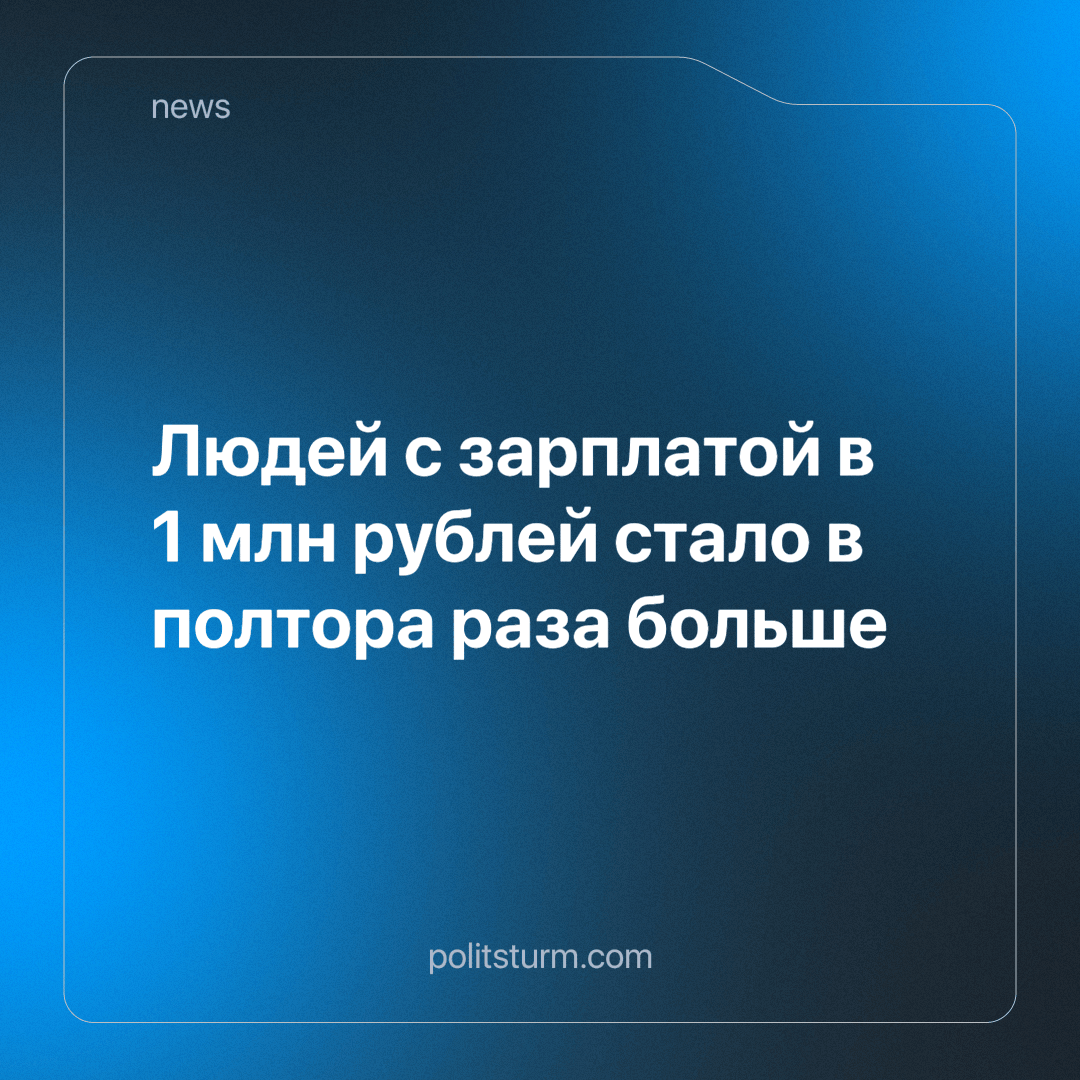 news
Людей с зарплатой в
1 млн рублей стало в
полтора раза больше
politsturm.com